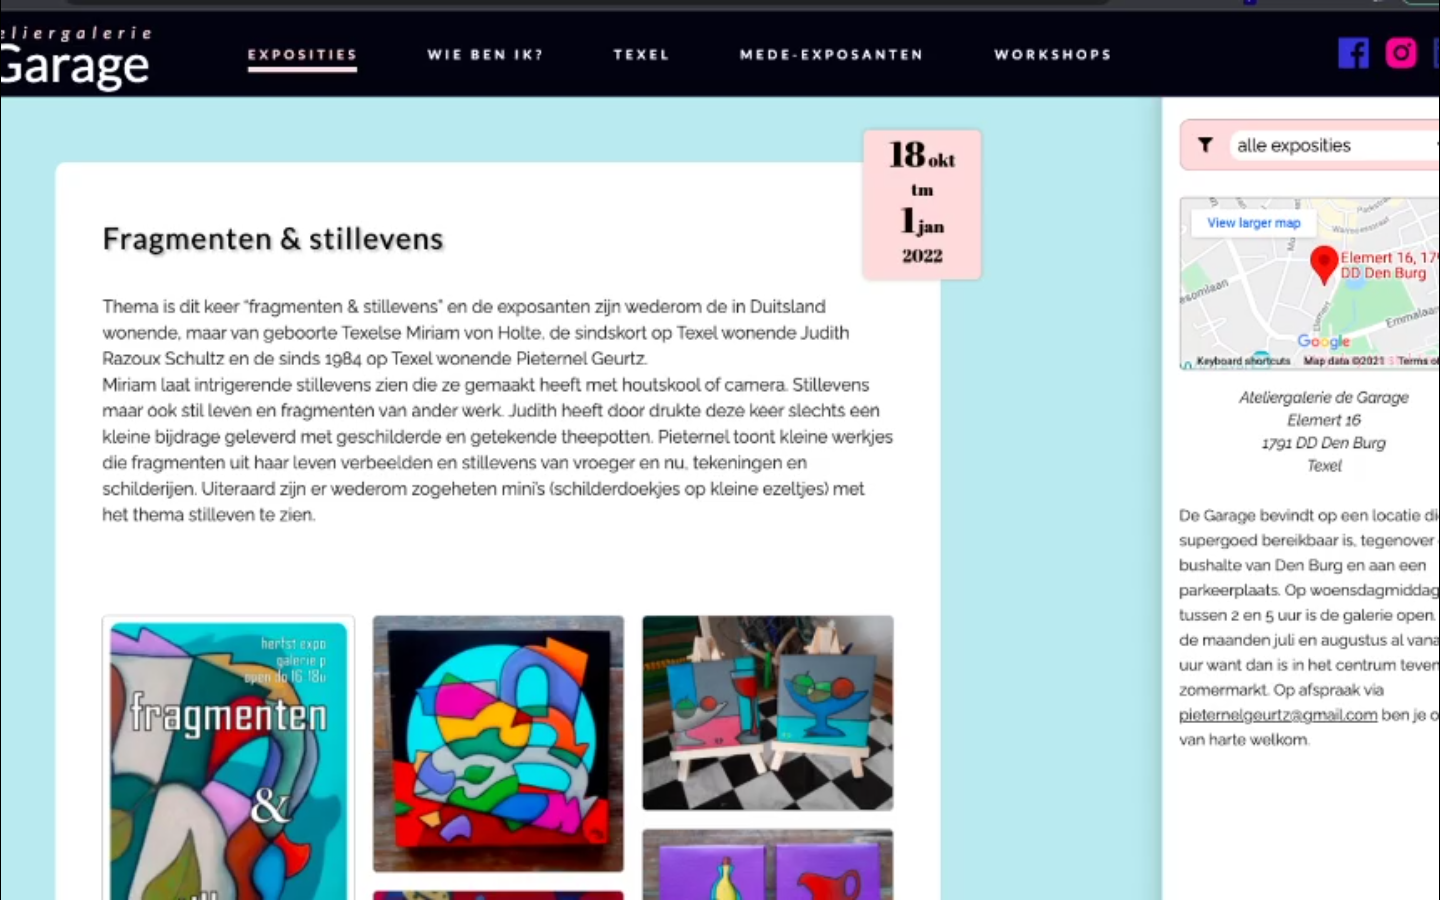 eliergalerie
Garage
EXPOSITIES
WIE BEN IK?
TEXEL
MEDE-EXPOSANTEN
WORKSHOPS
18 okt
tm
1 jan
2022
Fragmenten & stillevens
Thema is dit keer “fragmenten & stillevens” en de exposanten zijn wederom de in Duitsland
wonende, maar van geboorte Texelse Miriam von Holte, de sindskort op Texel wonende Judith
Razoux Schultz en de sinds 1984 op Texel wonende Pieternel Geurtz.
Miriam laat intrigerende stillevens zien die ze gemaakt heeft met houtskool of camera. Stillevens
maar ook stil leven en fragmenten van ander werk. Judith heeft door drukte deze keer slechts een
kleine bijdrage geleverd met geschilderde en getekende theepotten. Pieternel toont kleine werkjes
die fragmenten uit haar leven verbeelden en stillevens van vroeger en nu, tekeningen en
schilderijen. Uiteraard zijn er wederom zogeheten mini's (schilderdoekjes op kleine ezeltjes) met
het thema stilleven te zien.
herfst expo
galerie p
open do 16 18u
fragmenten
&
alle exposities
View larger map
Elemert 16, 179
DD Den Burg
Elemert
Emmalaan
esomlaan
Google
Keyboard shortcuts
Map data ©2021
Terms of
Ateliergalerie de Garage
Elemert 16
1791 DD Den Burg
Texel
De Garage bevindt op een locatie di
supergoed bereikbaar is, tegenover
bushalte van Den Burg en aan een
parkeerplaats. Op woensdagmiddag
tussen 2 en 5 uur is de galerie open.
de maanden juli en augustus al vana
uur want dan is in het centrum teven
zomermarkt. Op afspraak via
pieternelgeurtz@gmail.com ben je o
van harte welkom.